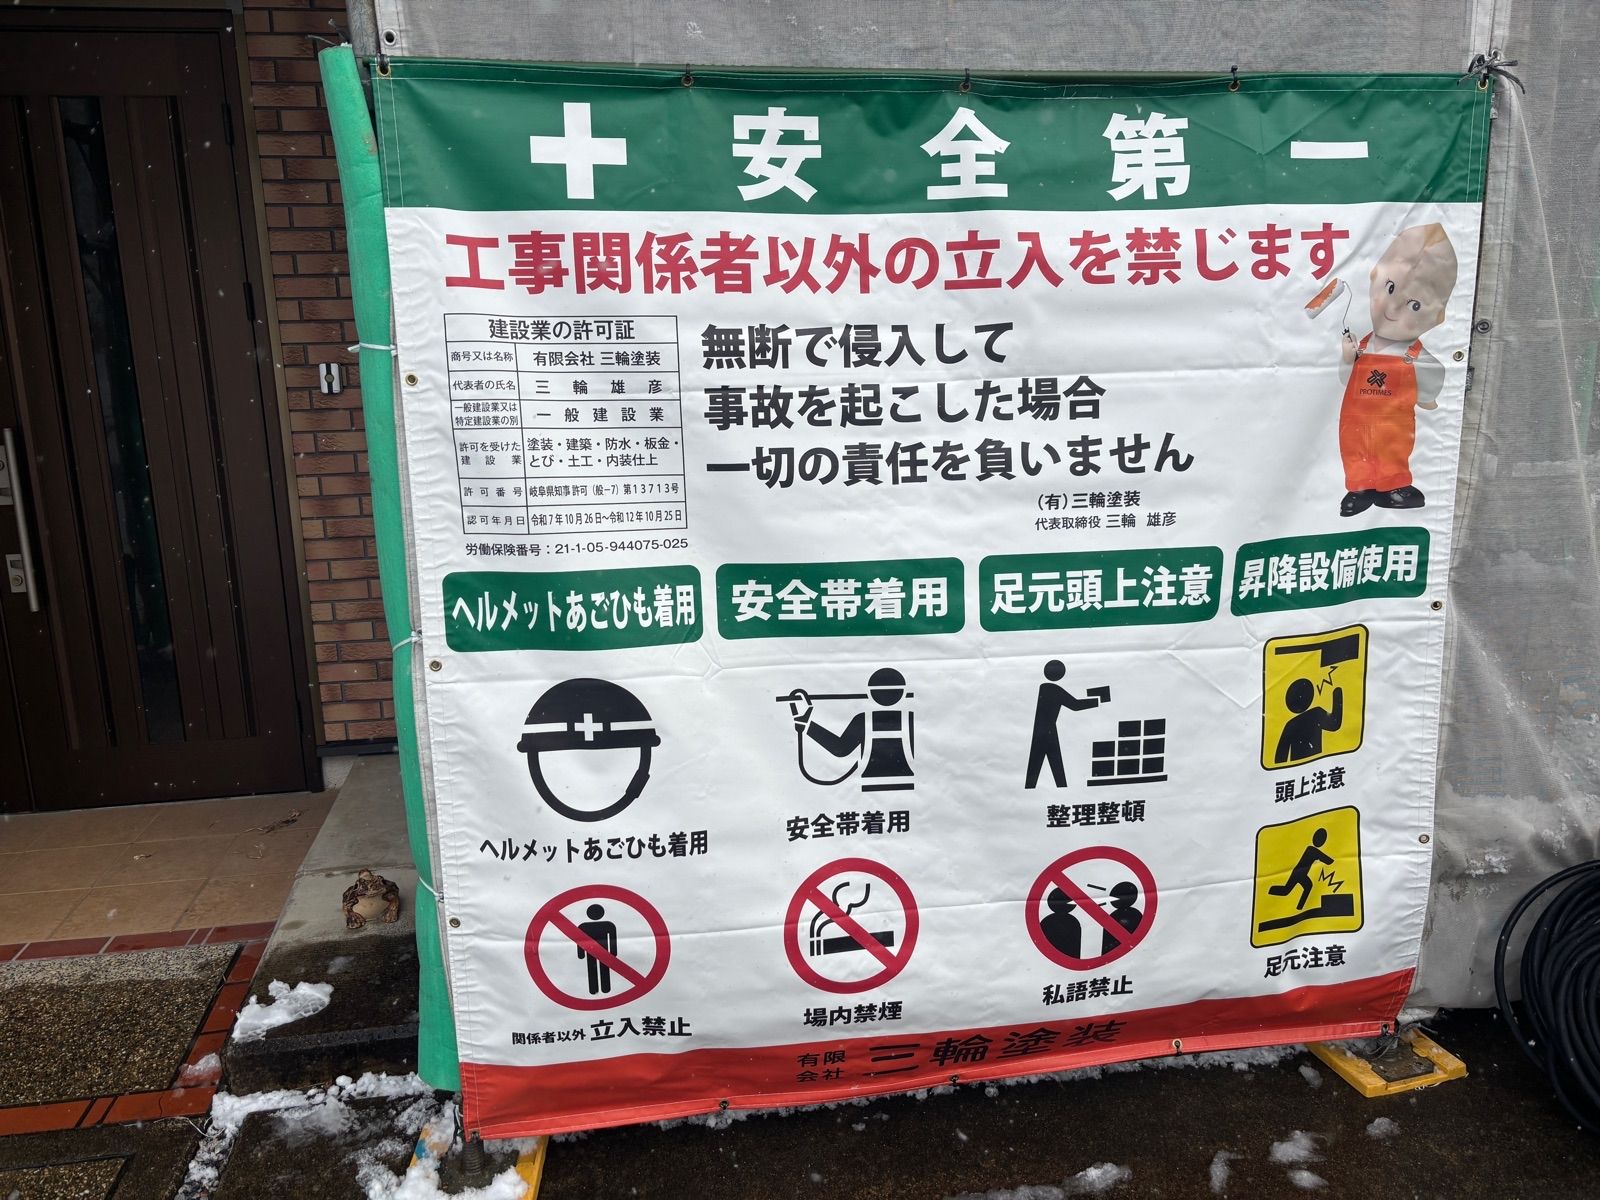 安全第一
工事関係者以外の立入を禁じます
建設業の許可証
商号又は名称 有限会社 三輪塗装
代表者の氏名 三輪雄彦
一般建設業又は
特定建設業の別 一般建設業
許可を受けた
建設業 塗装・建築・防水・板金・
とび・土工・内装仕上
許可番号 岐阜県知事 許可(般ー7)第13713号
認可年月日 令和7年10月26日〜令和12年10月25日
労働保険番号:21-1-05-944075-025
無断で侵入して
事故を起こした場合
一切の責任を負いません
(有)三輪塗装
代表取締役 三輪 雄彦
PROTIMES
ヘルメットあごひも着用
安全帯着用
足元頭上注意
昇降設備使用
ヘルメットあごひも着用
安全帯着用
整理整頓
頭上注意
関係者以外 立入禁止
場内禁煙
私語禁止
足元注意
有限会社 三輪塗装